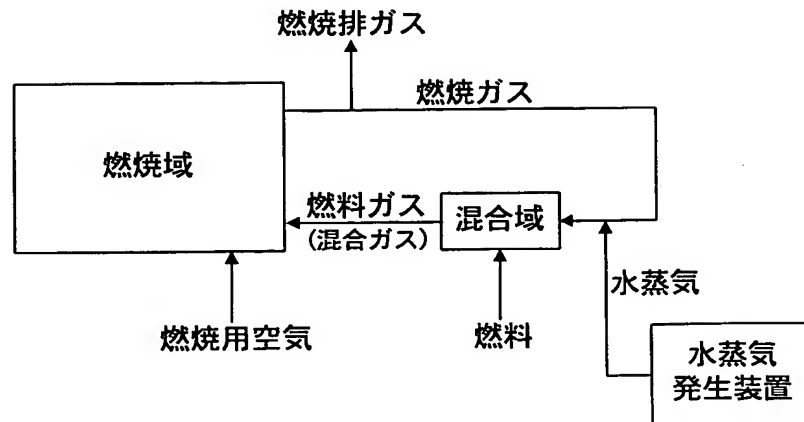 燃焼排ガス
燃焼ガス
燃焼域
燃料ガス
(混合ガス)
混合域
水蒸気
燃焼用空気
燃料
水蒸気
発生装置